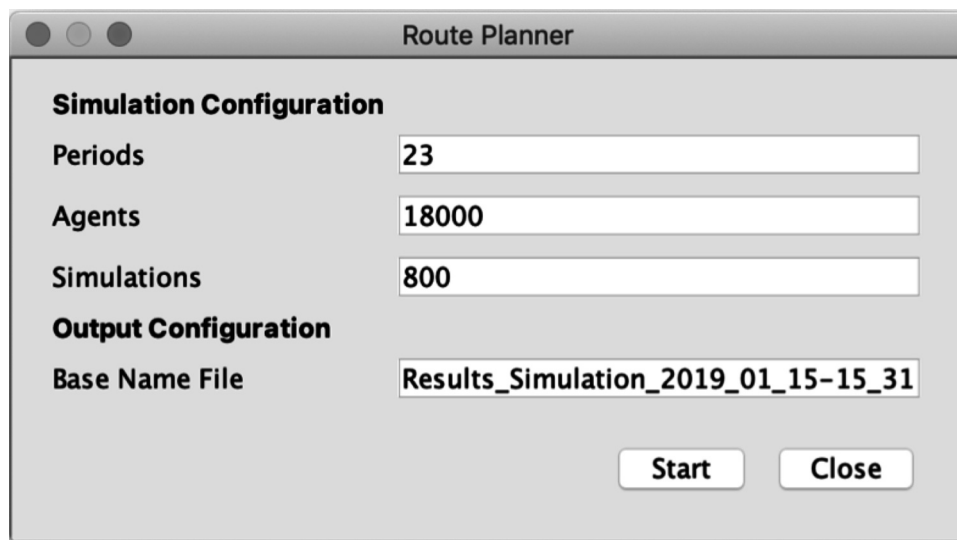 Route Planner
Simulation Configuration
Periods 23
Agents 18000
Simulations 800
Output Configuration
Base Name File Results_Simulation_2019_01_15-15_31
Start Close